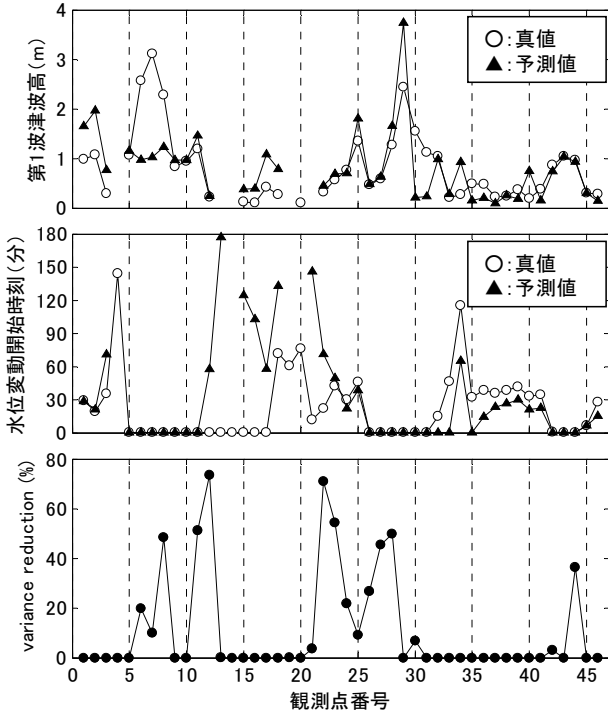 第1波津波高(m)
4
3
2
1
0
○:真値
▲:予測値
水位変動開始時刻(分)
180
150
120
90
60
30
0
○:真値
▲:予測値
variance reduction (%)
80
60
40
20
0
0 5 10 15 20 25 30 35 40 45
観測点番号